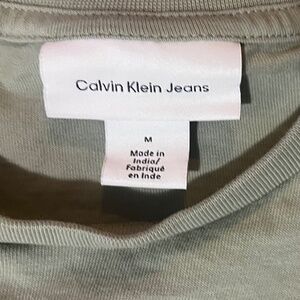 Calvin Klein Jeans
M
Made in
India/
Fabriqué
en Inde